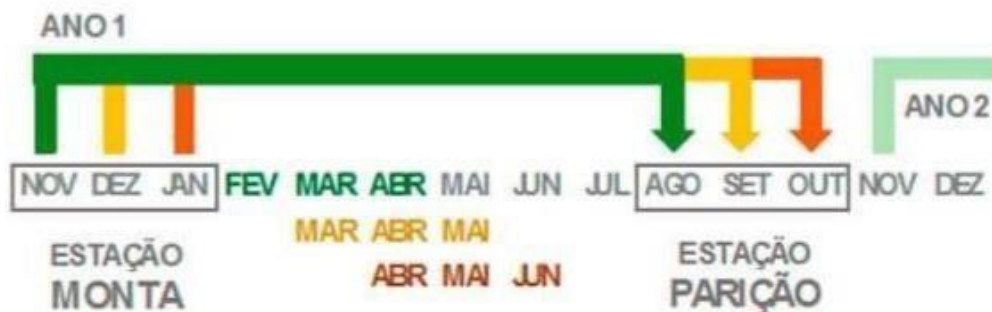 ANO 1
ANO 2
NOV DEZ JAN FEV MAR ABR MAI JUN JUL AGO SET OUT NOV DEZ
MAR ABR MAI
ABR MAI JUN
ESTAÇÃO
MONTA
ESTAÇÃO
PARIÇÃO